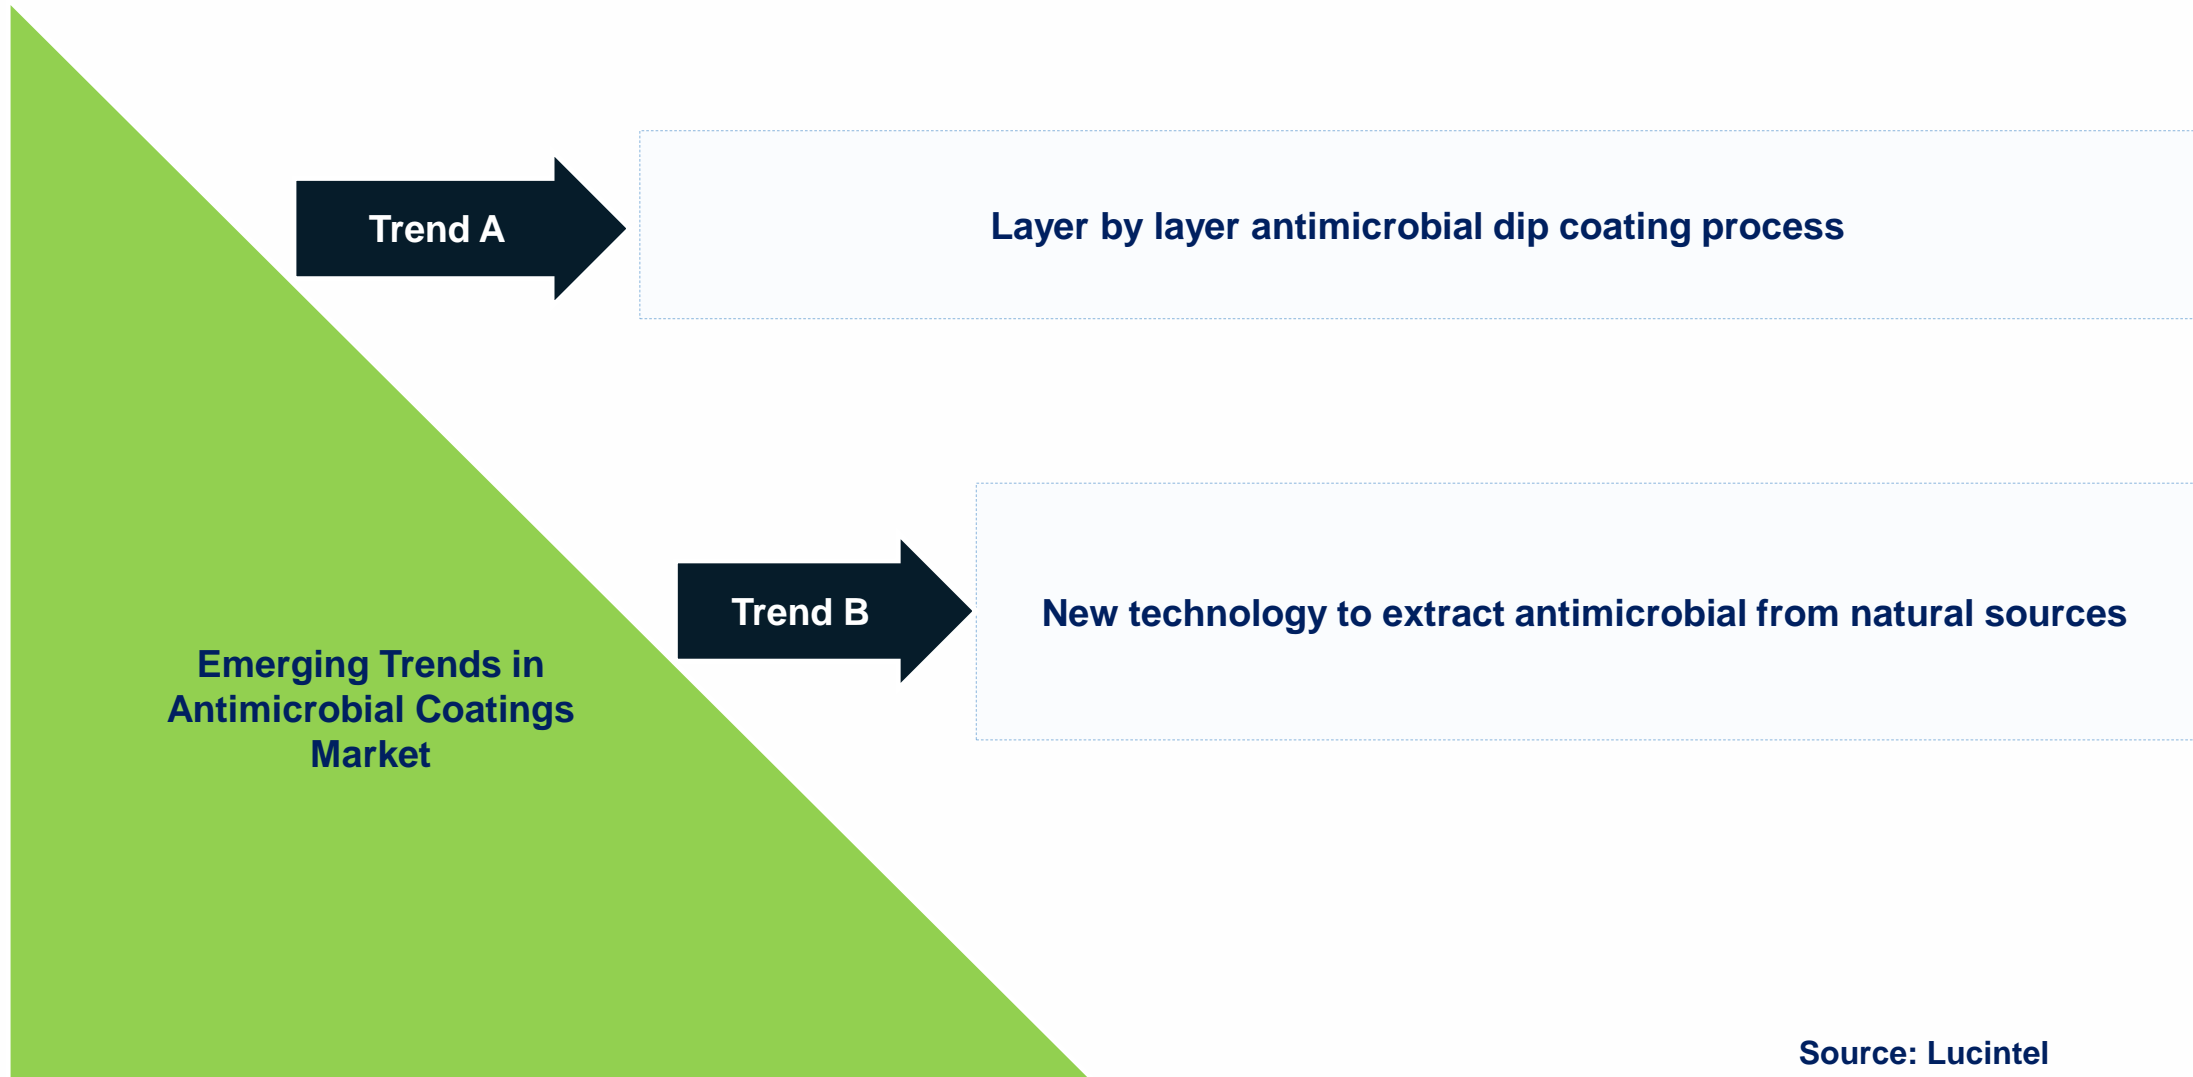 Trend A
Layer by layer antimicrobial dip coating process
Trend B
New technology to extract antimicrobial from natural sources
Emerging Trends in
Antimicrobial Coatings
Market
Source: Lucintel